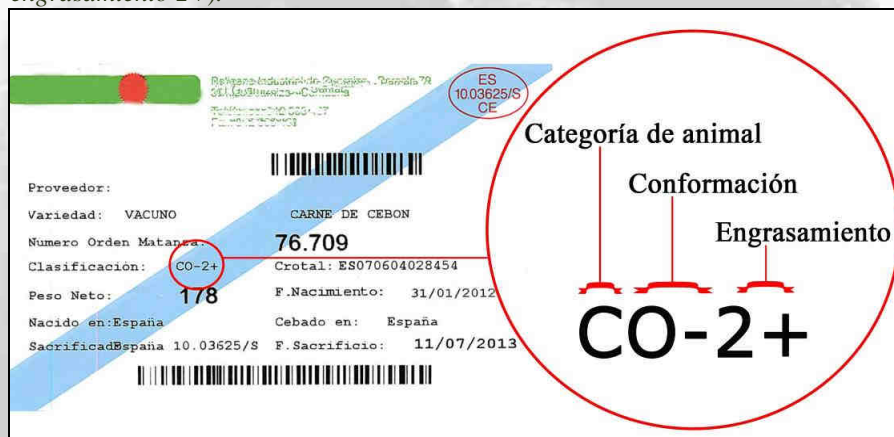 engrasamiento 2+).
ES
10.03625/S
CE
Proveedor:
Variedad: VACUNO CARNE DE CEBON
Numero Orden Matanza: 76.709
Clasificación: CO-2+ Crotal: ES070604028454
Peso Neto: 178 F.Nacimiento: 31/01/2012
Nacido en:España Cebado en: España
SacrificadEspaña 10.03625/S F.Sacrificio: 11/07/2013
Categoría de animal
Conformación
Engrasamiento
CO-2+